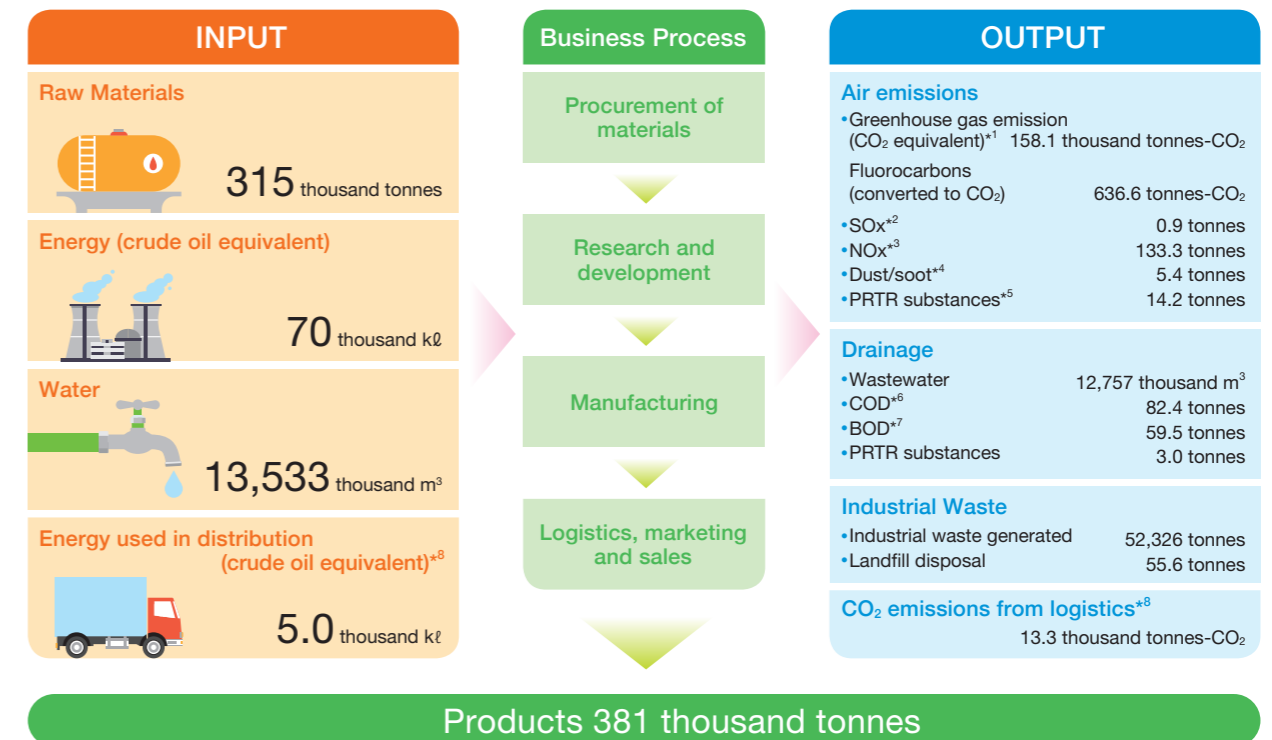 INPUT
Raw Materials
315 thousand tonnes
Energy (crude oil equivalent)
70 thousand kℓ
Water
13,533 thousand m³
Energy used in distribution
(crude oil equivalent)*⁸
5.0 thousand kℓ
Business Process
Procurement of
materials
Research and
development
Manufacturing
Logistics, marketing
and sales
OUTPUT
Air emissions
•Greenhouse gas emission
(CO₂ equivalent)*¹ 158.1 thousand tonnes-CO₂
Fluorocarbons
(converted to CO₂) 636.6 tonnes-CO₂
•SOx*² 0.9 tonnes
•NOx*³ 133.3 tonnes
•Dust/soot*⁴ 5.4 tonnes
•PRTR substances*⁵ 14.2 tonnes
Drainage
•Wastewater 12,757 thousand m³
•COD*⁶ 82.4 tonnes
•BOD*⁷ 59.5 tonnes
•PRTR substances 3.0 tonnes
Industrial Waste
•Industrial waste generated 52,326 tonnes
•Landfill disposal 55.6 tonnes
CO₂ emissions from logistics*⁸
13.3 thousand tonnes-CO₂
Products 381 thousand tonnes